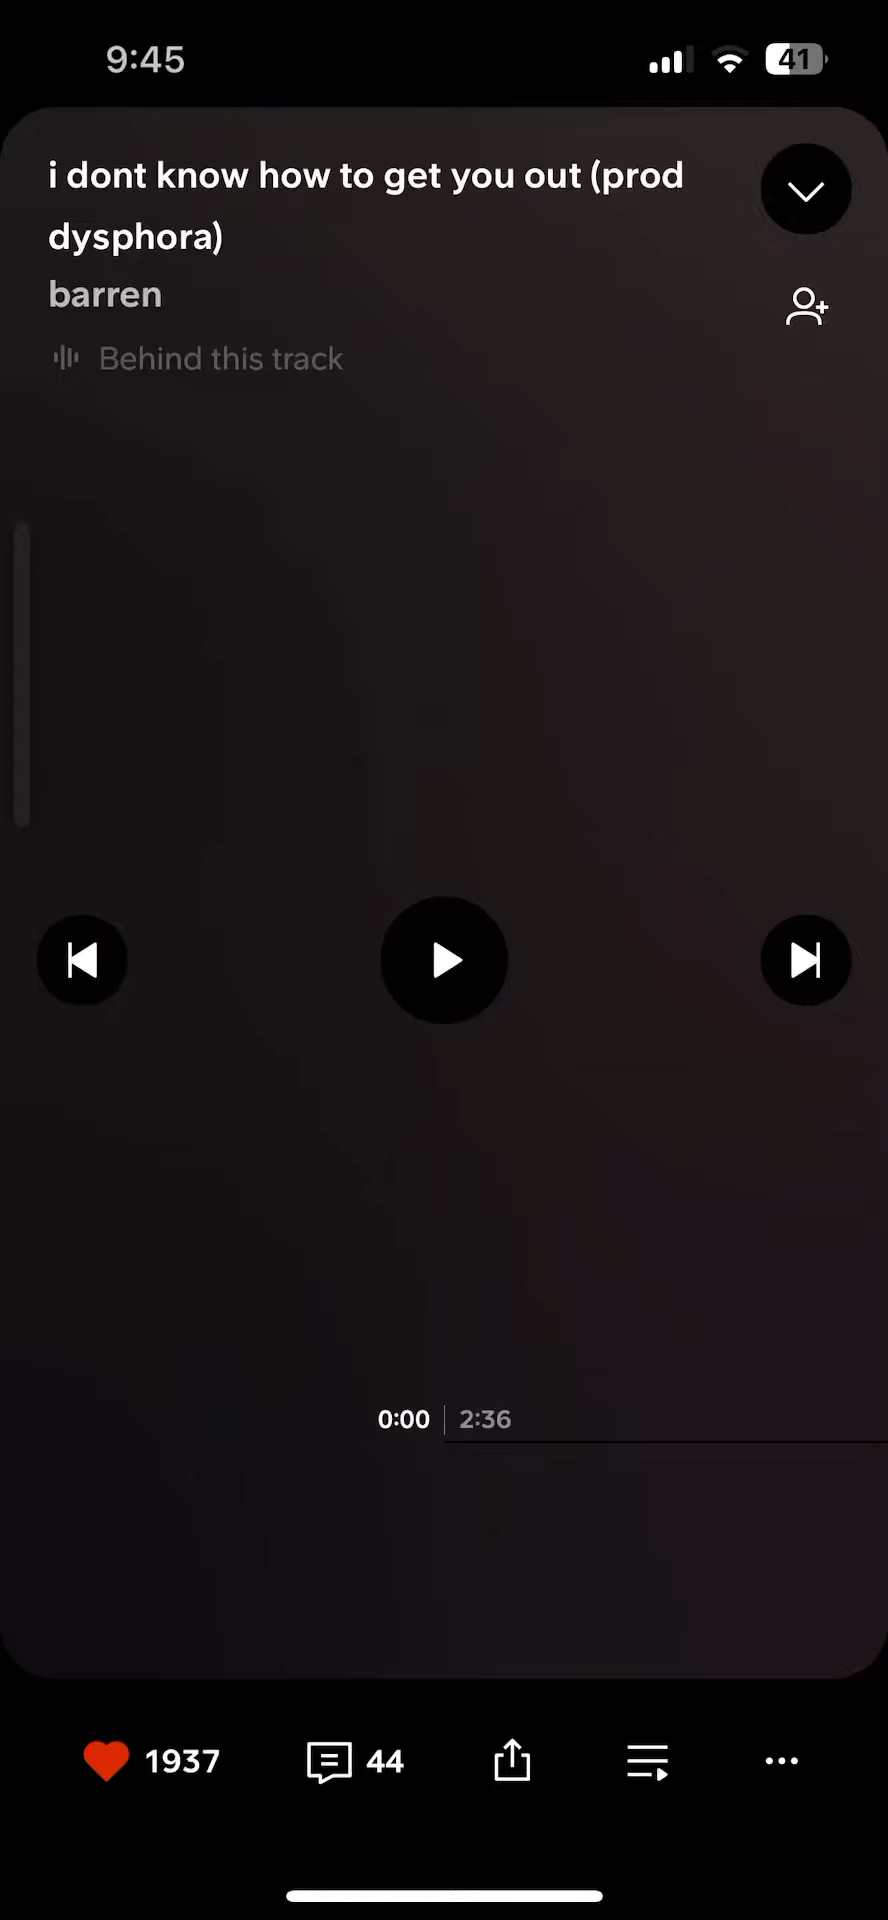 9:45
41
i dont know how to get you out (prod
dysphora)
barren
Behind this track
0:00 2:36
1937 44